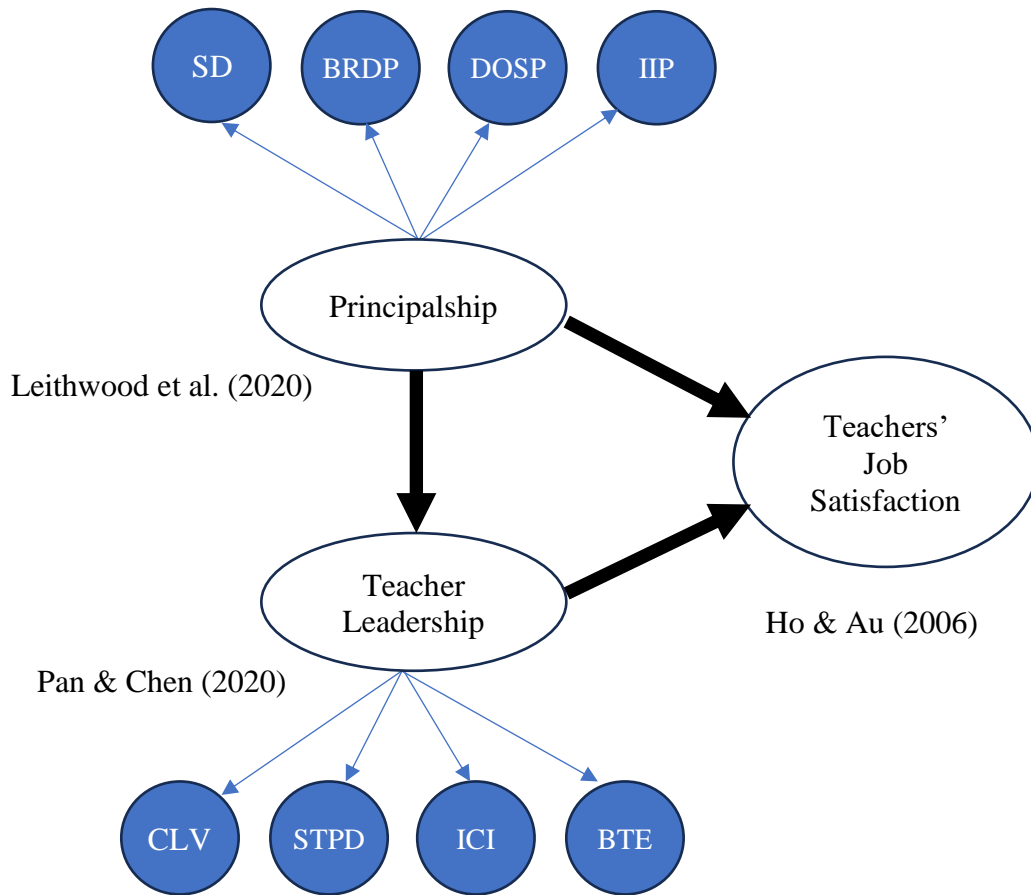 SD
BRDP
DOSP
IIP
Principalship
Leithwood et al. (2020)
Teachers’
Job
Satisfaction
Teacher
Leadership
Ho & Au (2006)
Pan & Chen (2020)
CLV
STPD
ICI
BTE